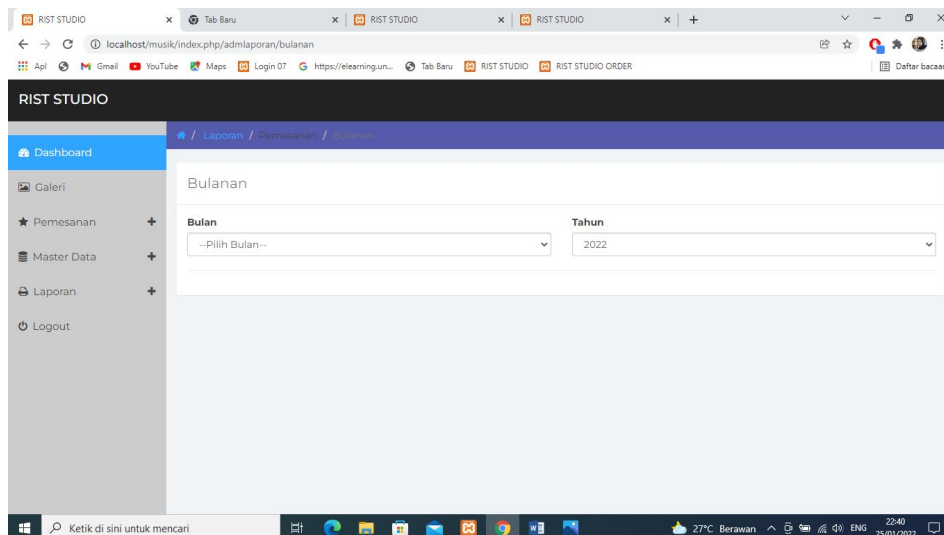 RIST STUDIO
Tab Baru
RIST STUDIO
RIST STUDIO
localhost/musik/index.php/admlaporan/bulanan
Apl
Gmail
YouTube
Maps
Login 07
https://elearning.un...
Tab Baru
RIST STUDIO
RIST STUDIO ORDER
Daftar bacaan
RIST STUDIO
/ Laporan / Pemesanan / Bulanan
Dashboard
Galeri
Pemesanan +
Master Data +
Laporan +
Logout
Bulanan
Bulan
Tahun
--Pilih Bulan--
2022
Ketik di sini untuk mencari
27°C Berawan
ENG
22:40
25/01/2022